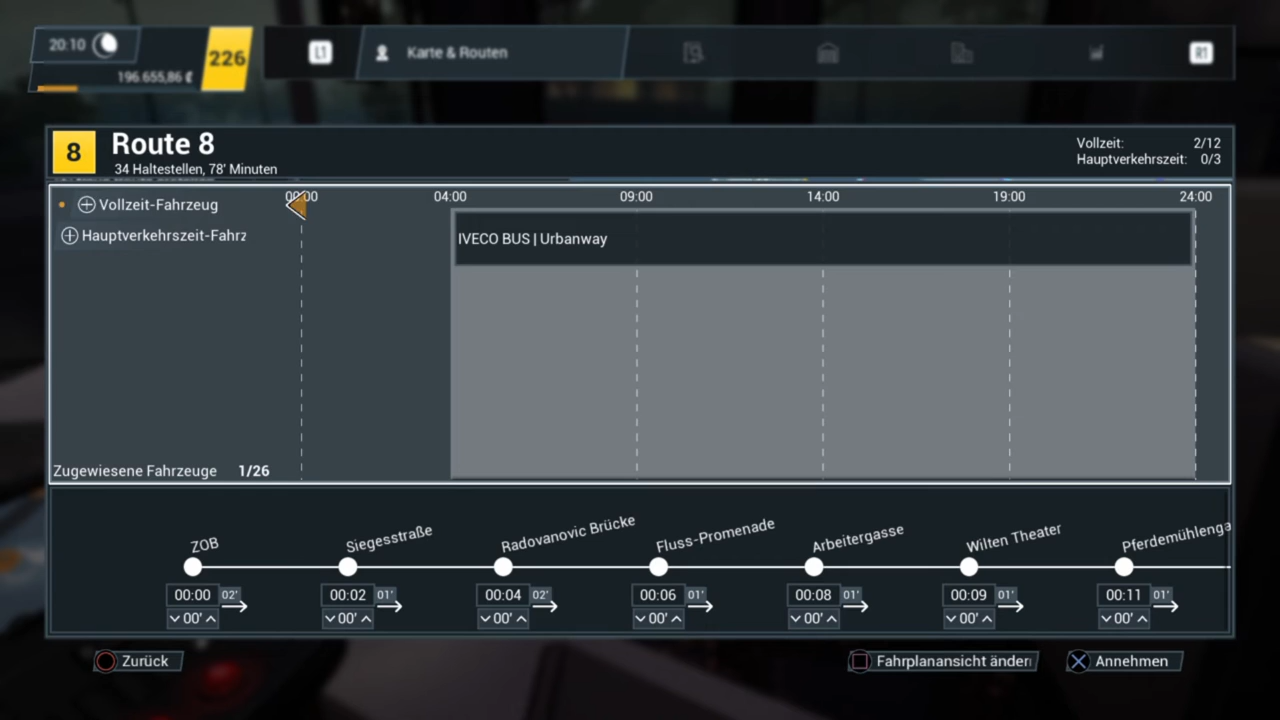 20:10
196.655,86 ₡
226
L1
Karte & Routen
R1
8
Route 8
34 Haltestellen, 78' Minuten
Vollzeit: 2/12
Hauptverkehrszeit: 0/3
00:00 04:00 09:00 14:00 19:00 24:00
Vollzeit-Fahrzeug
Hauptverkehrszeit-Fahrz
IVECO BUS | Urbanway
Zugewiesene Fahrzeuge 1/26
ZOB Siegesstraße Radovanovic Brücke Fluss-Promenade Arbeitergasse Wilten Theater Pferdemühlenga
00:00 02' 00:02 01' 00:04 02' 00:06 01' 00:08 01' 00:09 01' 00:11 01'
00' 00' 00' 00' 00' 00' 00'
Zurück
Fahrplanansicht änder
Annehmen